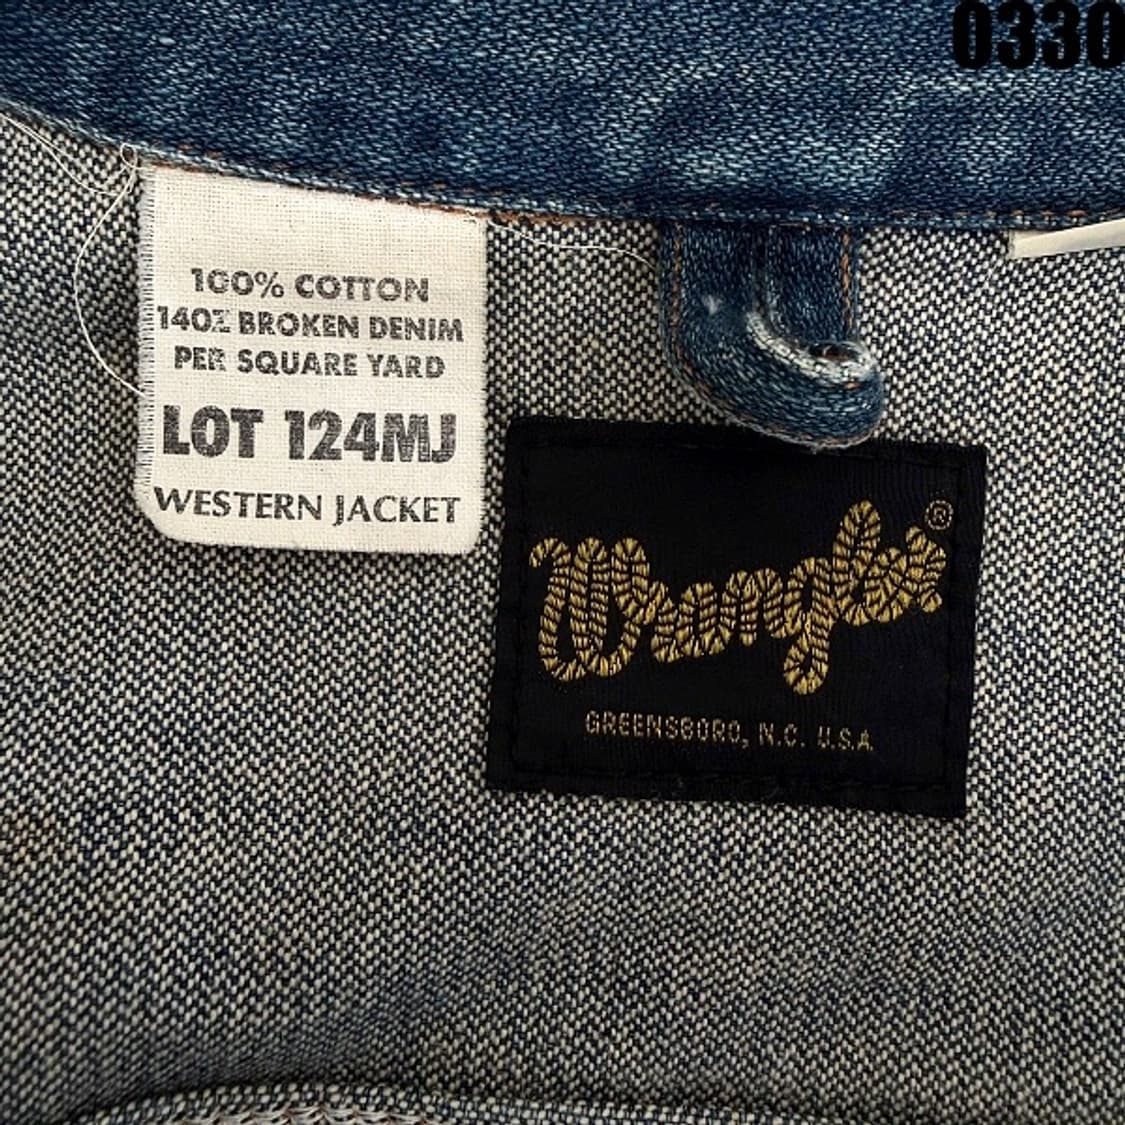 0330
100% COTTON
14OZ BROKEN DENIM
PER SQUARE YARD
LOT 124MJ
WESTERN JACKET
Wrangler®
GREENSBORO, N.C. U.S.A